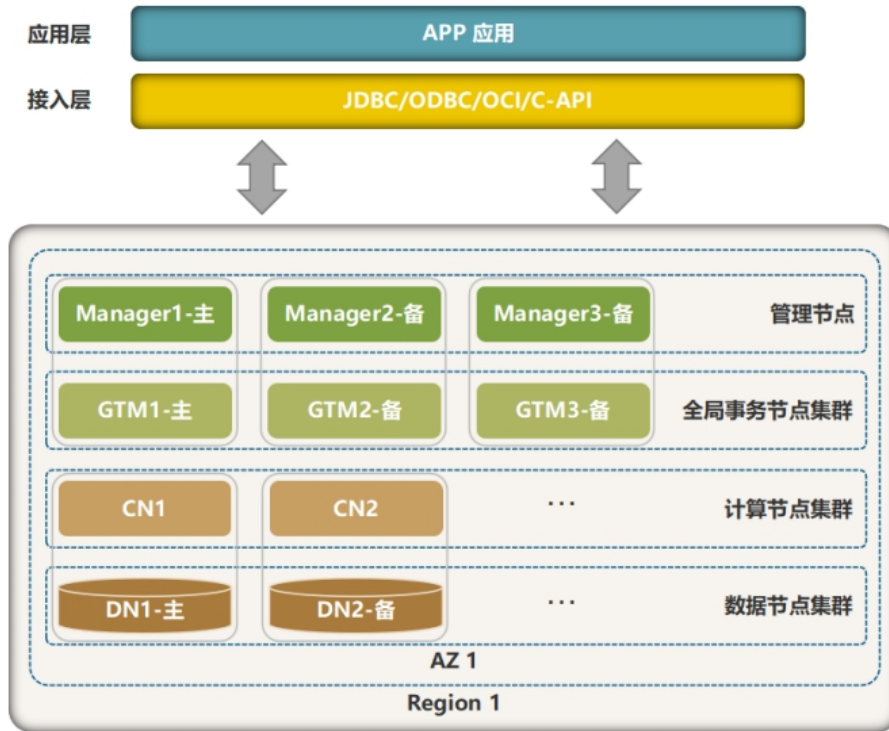 应用层 APP 应用
接入层 JDBC/ODBC/OCI/C-API
Manager1-主 Manager2-备 Manager3-备 管理节点
GTM1-主 GTM2-备 GTM3-备 全局事务节点集群
CN1 CN2 ... 计算节点集群
DN1-主 DN2-备 ... 数据节点集群
AZ 1
Region 1